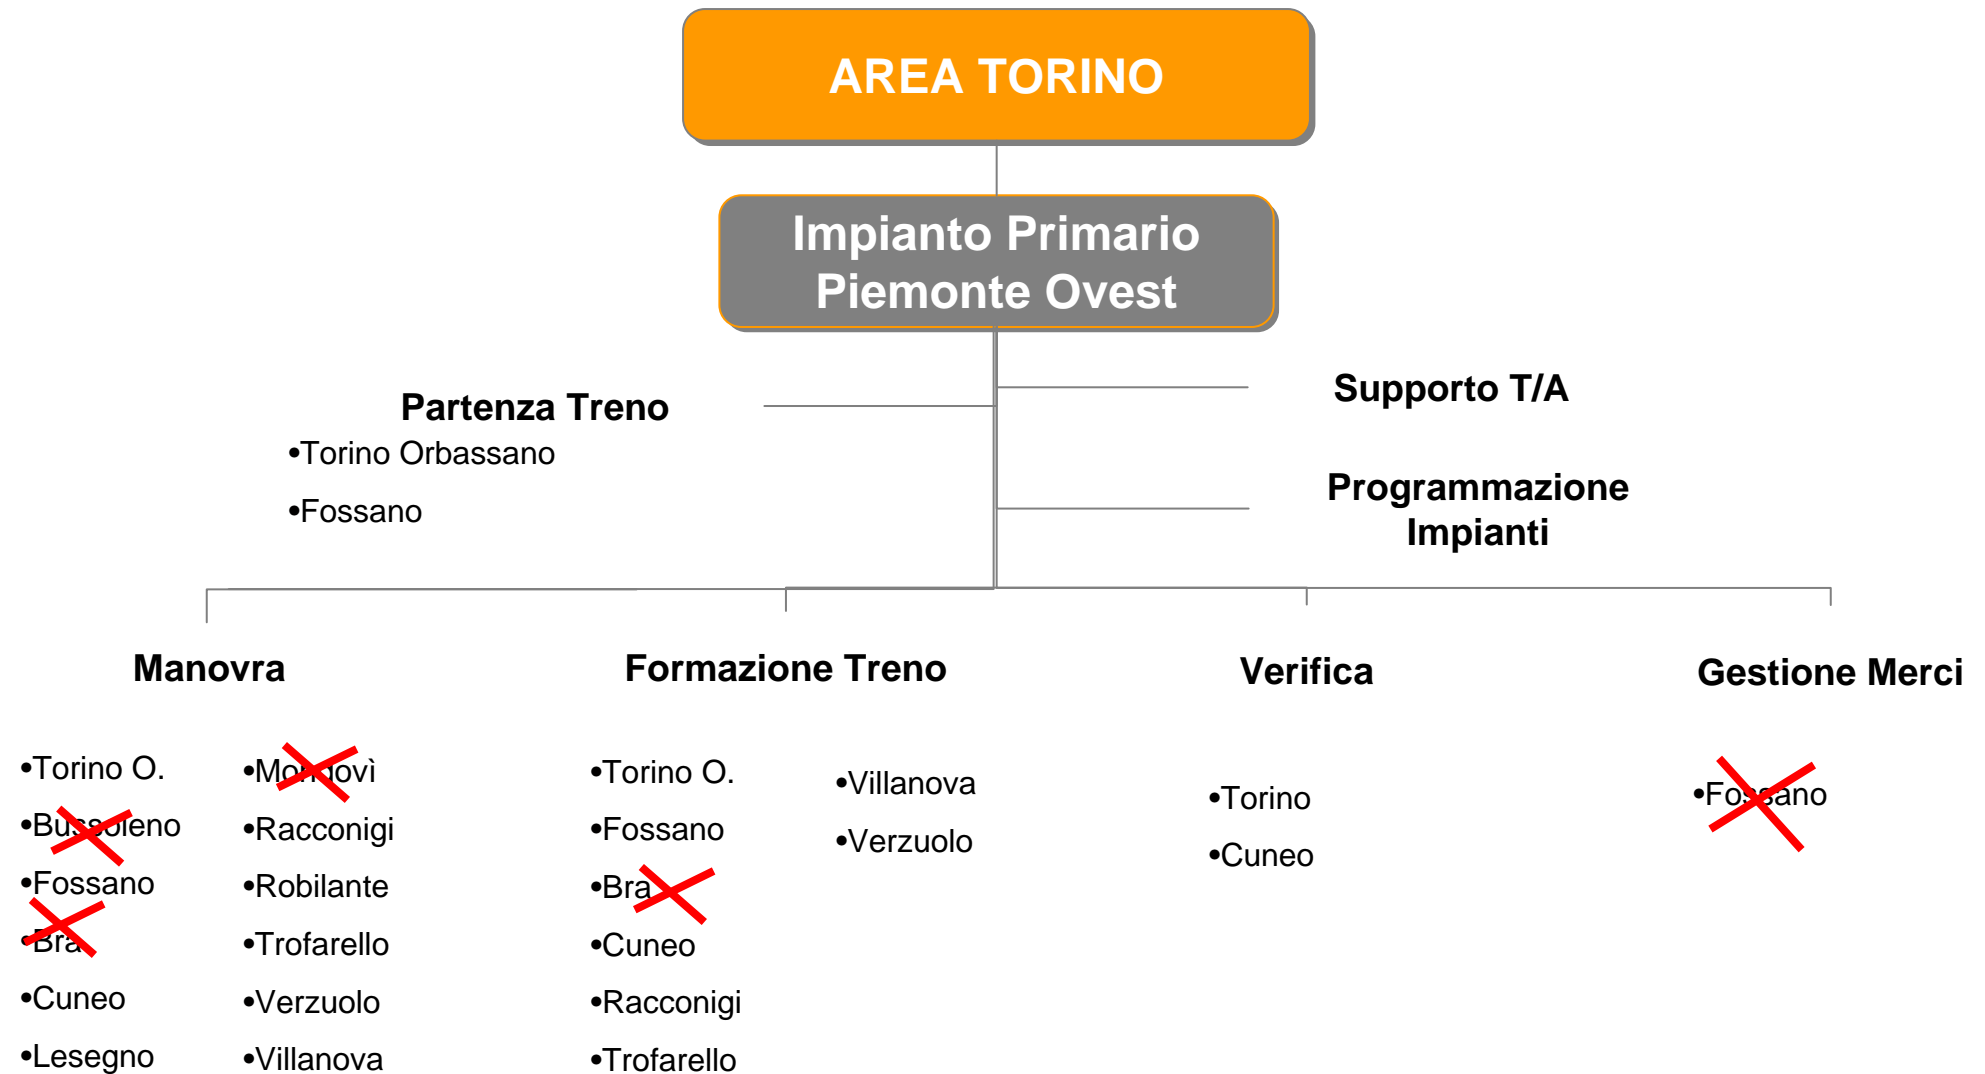 AREA TORINO
Impianto Primario
Piemonte Ovest
Partenza Treno
•Torino Orbassano
•Fossano
Supporto T/A
Programmazione
Impianti
Manovra
•Torino O.
•Bussoleno
•Fossano
•Bra
•Cuneo
•Lesegno
•Mondovì
•Racconigi
•Robilante
•Trofarello
•Verzuolo
•Villanova
Formazione Treno
•Torino O.
•Fossano
•Bra
•Cuneo
•Racconigi
•Trofarello
•Villanova
•Verzuolo
Verifica
•Torino
•Cuneo
Gestione Merci
•Fossano